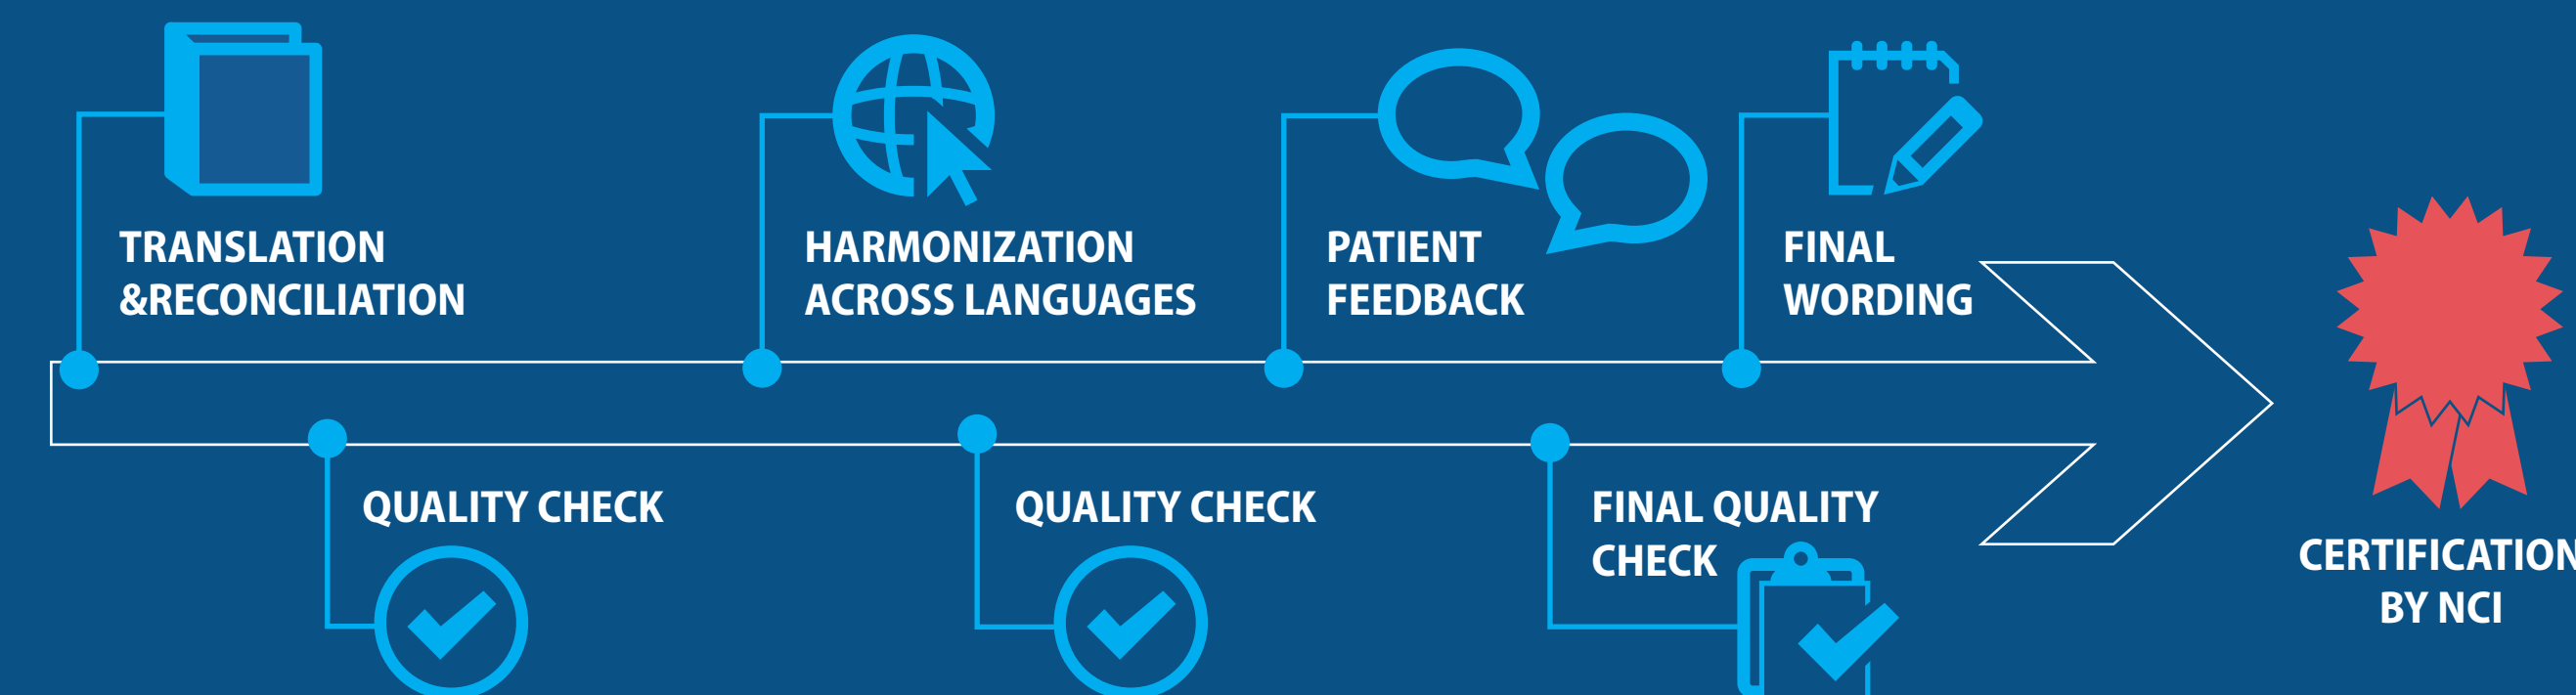 TRANSLATION
&RECONCILIATION
HARMONIZATION
ACROSS LANGUAGES
PATIENT
FEEDBACK
FINAL
WORDING
QUALITY CHECK
QUALITY CHECK
FINAL QUALITY
CHECK
CERTIFICATION
BY NCI